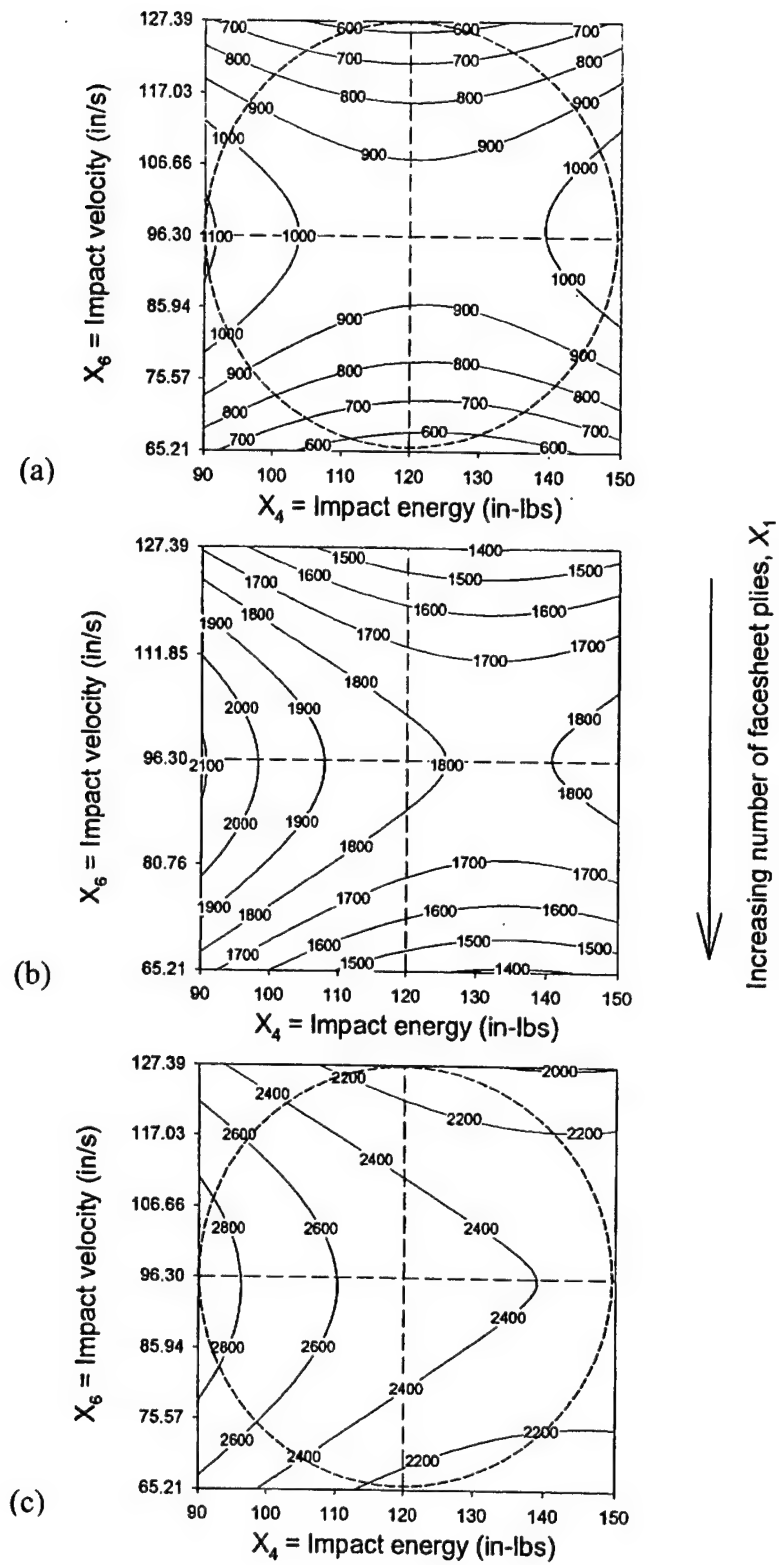 127.39
117.03
106.66
96.30
85.94
75.57
65.21
X6 = Impact velocity (in/s)
700 600 600 700
800 700 700 800
900 800 800 900
900 900
1000 1000
1100 1000
1000 1000
900 900
900 800 800 900
800 700 700 800
700 600 600 700
90 100 110 120 130 140 150
X4 = Impact energy (in-lbs)
(a)
127.39
111.85
96.30
80.76
65.21
X6 = Impact velocity (in/s)
1700 1600 1500 1400 1500
1800 1500
1600 1600
1900 1800 1700 1700
1700
2000 1900 1800 1800
2100 1800
2000 1900 1800 1800
1900 1800 1700 1700
1700 1600 1600 1600
1500 1500 1500
1400
90 100 110 120 130 140 150
X4 = Impact energy (in-lbs)
(b)
127.39
117.03
106.66
96.30
85.94
75.57
65.21
X6 = Impact velocity (in/s)
2400 2200 2000
2600 2400 2200 2200
2800 2600 2400
2800 2600 2400
2600 2400 2400 2200
2200
90 100 110 120 130 140 150
X4 = Impact energy (in-lbs)
(c)
Increasing number of facesheet plies, X1